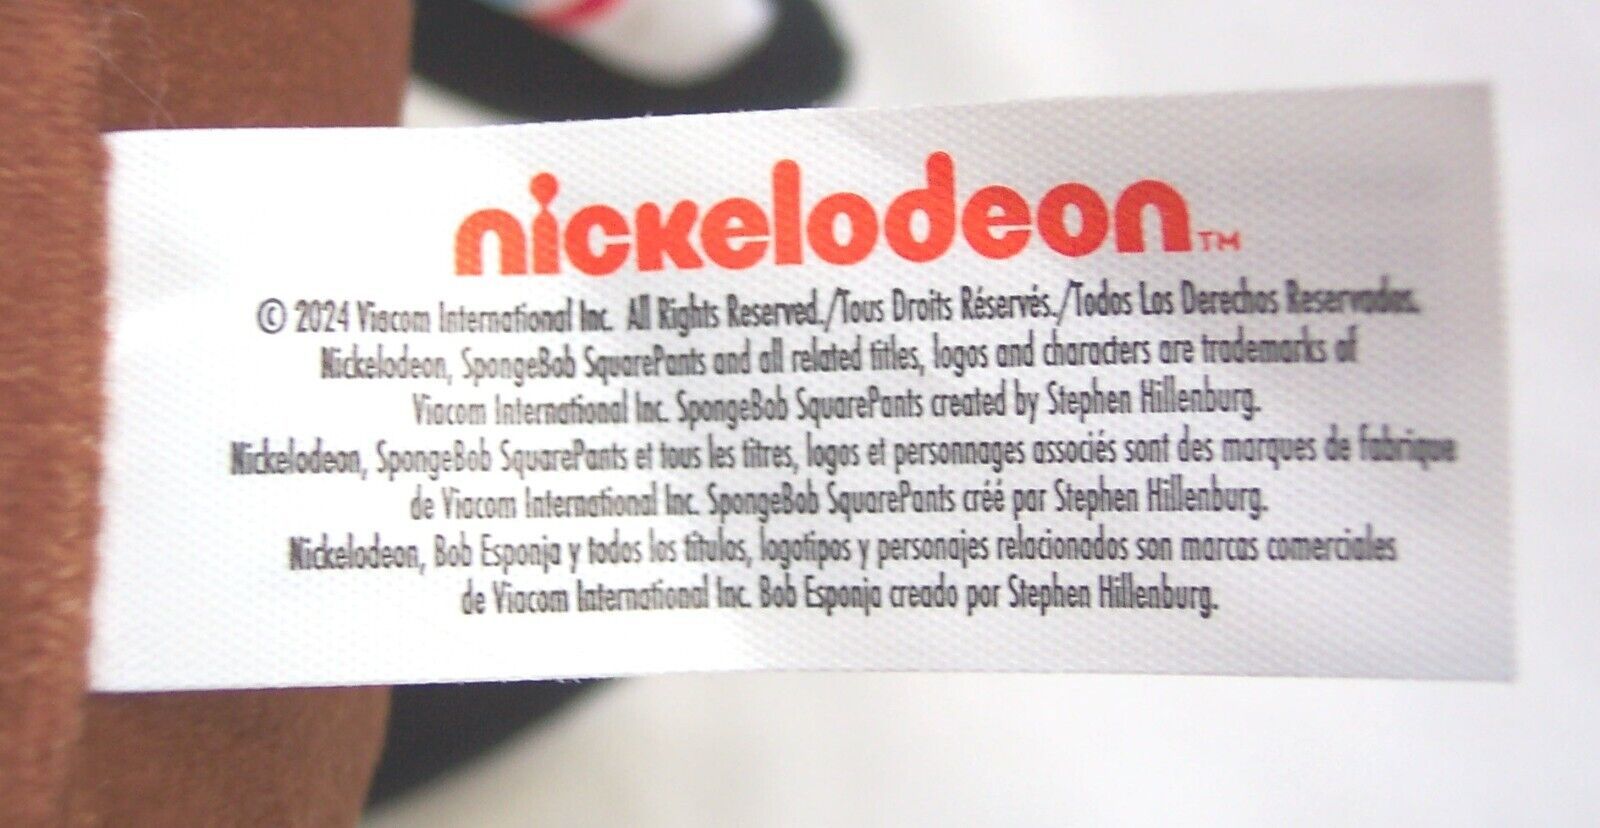 nickelodeon™
© 2024 Viacom International Inc. All Rights Reserved./Tous Droits Réservés./Todos Los Derechos Reservados.
Nickelodeon, SpongeBob SquarePants and all related titles, logos and characters are trademarks of
Viacom International Inc. SpongeBob SquarePants created by Stephen Hillenburg.
Nickelodeon, SpongeBob SquarePants et tous les titres, logos et personnages associés sont des marques de fabrique
de Viacom International Inc. SpongeBob SquarePants créé par Stephen Hillenburg.
Nickelodeon, Bob Esponja y todos los títulos, logotipos y personajes relacionados son marcas comerciales
de Viacom International Inc. Bob Esponja creado por Stephen Hillenburg.